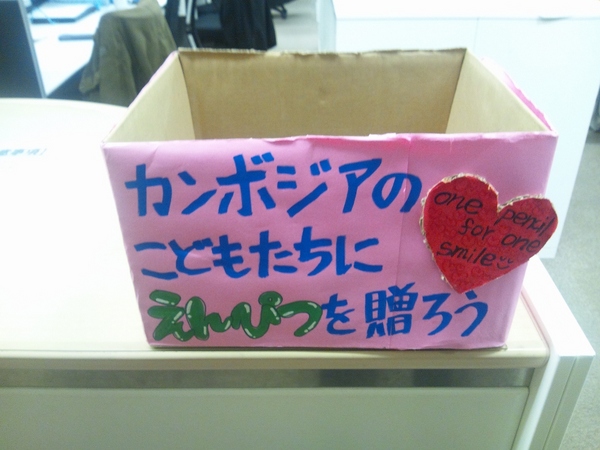 カンボジアの
こどもたちに
えんぴつを贈ろう
one pencil
for one
smile